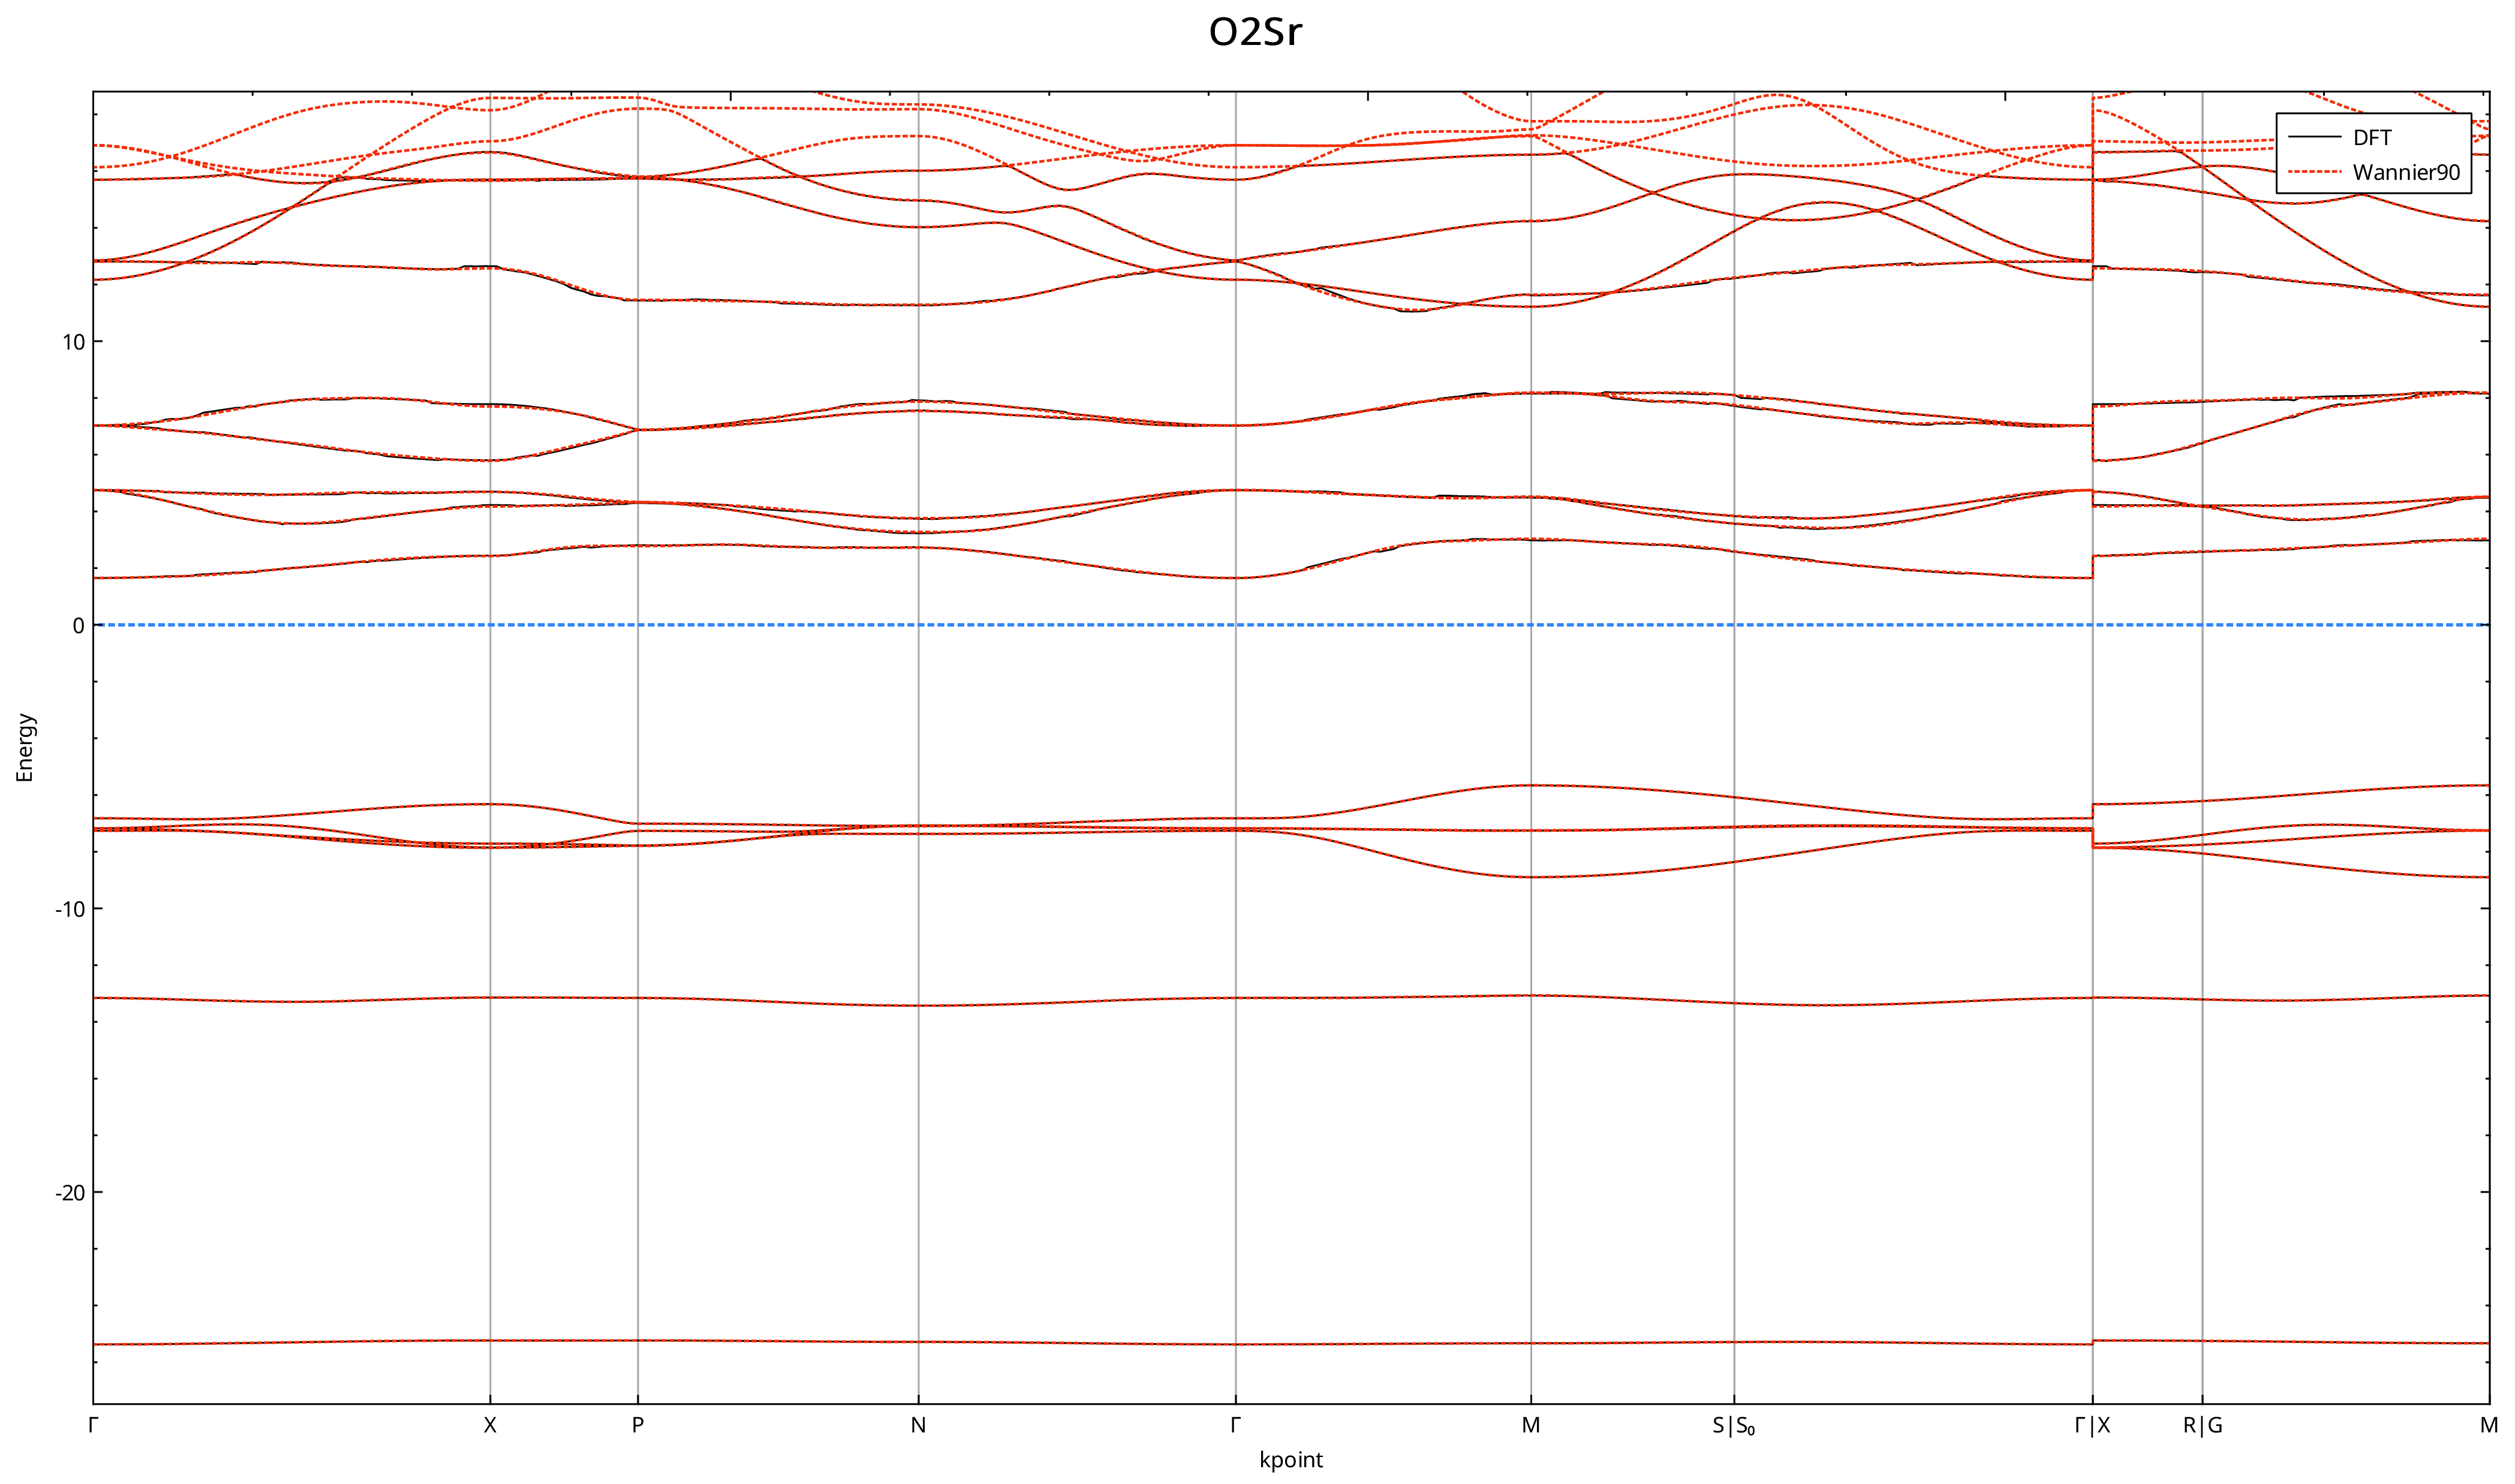 O2Sr
DFT
Wannier90
10
0
-10
-20
Energy
Γ X P N Γ M S|S₀ Γ|X R|G M
kpoint